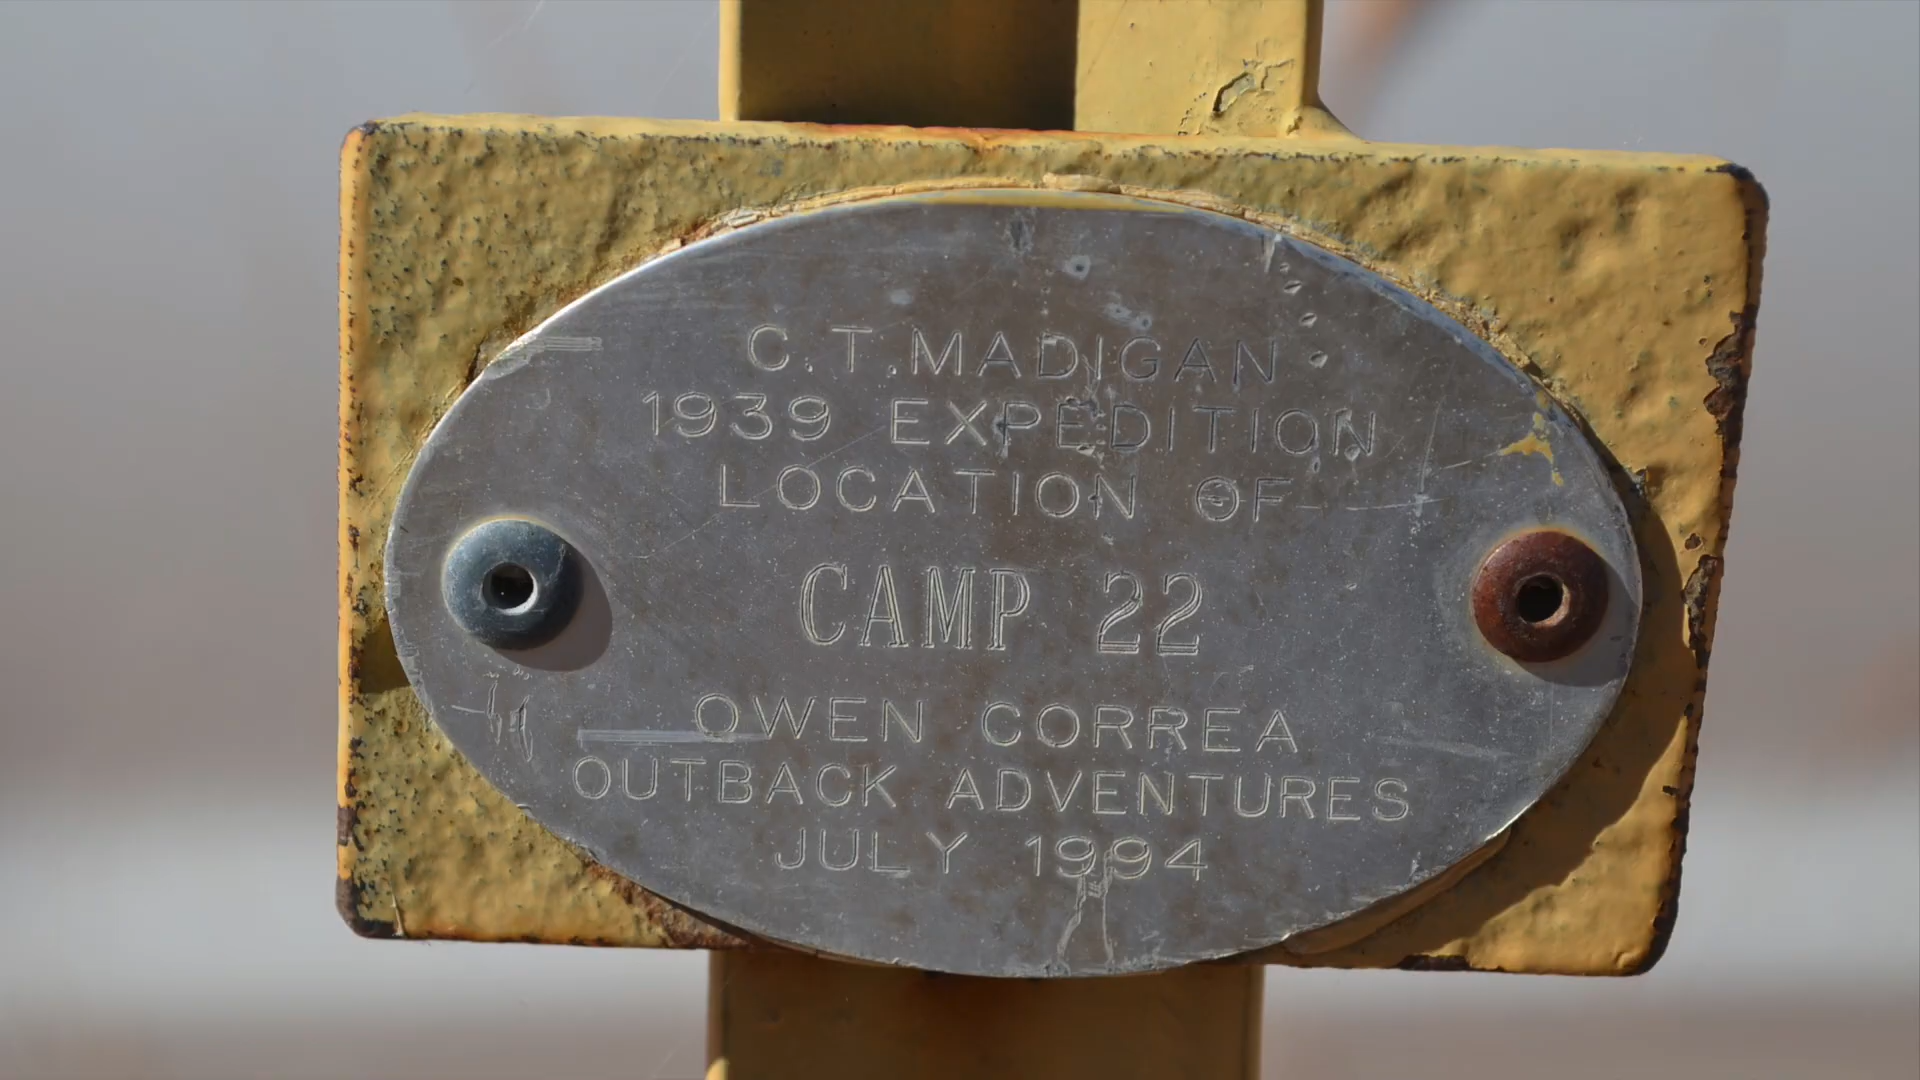 C.T.MADIGAN
1939 EXPEDITION
LOCATION OF
CAMP 22
OWEN CORREA
OUTBACK ADVENTURES
JULY 1994